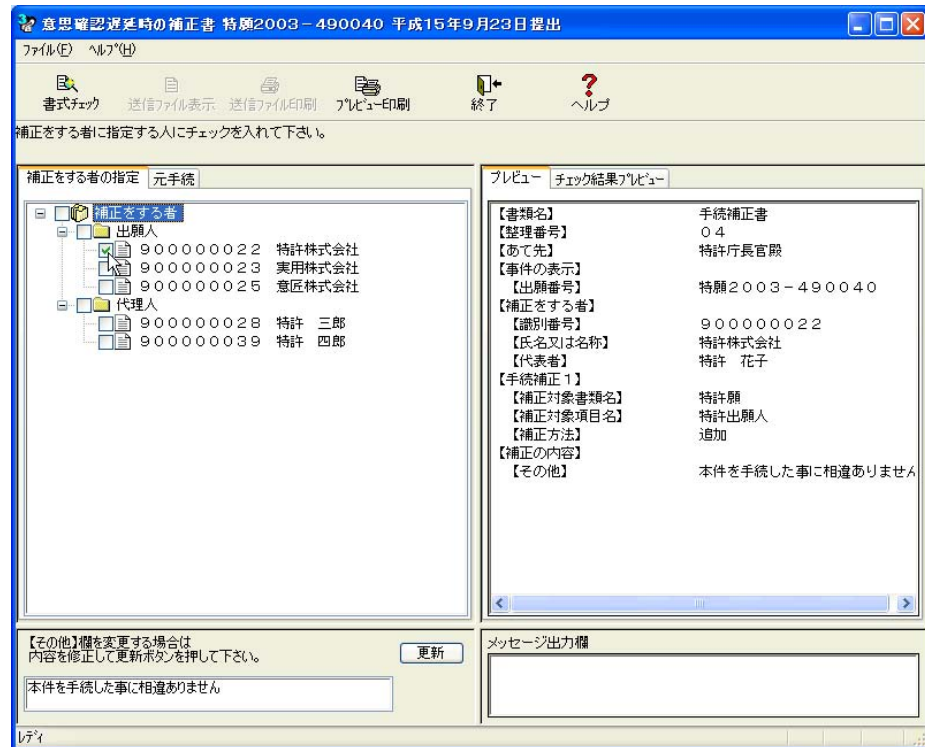 意思確認遅延時の補正書 特願2003-490040 平成15年9月23日提出
ファイル(F) ヘルプ(H)
書式チェック 送信ファイル表示 送信ファイル印刷 プレビュー印刷 終了 ヘルプ
補正をする者に指定する人にチェックを入れて下さい。
補正をする者の指定 元手続
補正をする者
出願人
900000022 特許株式会社
900000023 実用株式会社
900000025 意匠株式会社
代理人
900000028 特許 三郎
900000039 特許 四郎
プレビュー チェック結果プレビュー
【書類名】 手続補正書
【整理番号】 04
【あて先】 特許庁長官殿
【事件の表示】
【出願番号】 特願2003-490040
【補正をする者】
【識別番号】 900000022
【氏名又は名称】 特許株式会社
【代表者】 特許 花子
【手続補正1】
【補正対象書類名】 特許願
【補正対象項目名】 特許出願人
【補正方法】 追加
【補正の内容】
【その他】 本件を手続した事に相違ありません
【その他】欄を変更する場合は
内容を修正して更新ボタンを押して下さい。
更新
本件を手続した事に相違ありません
メッセージ出力欄
レディ